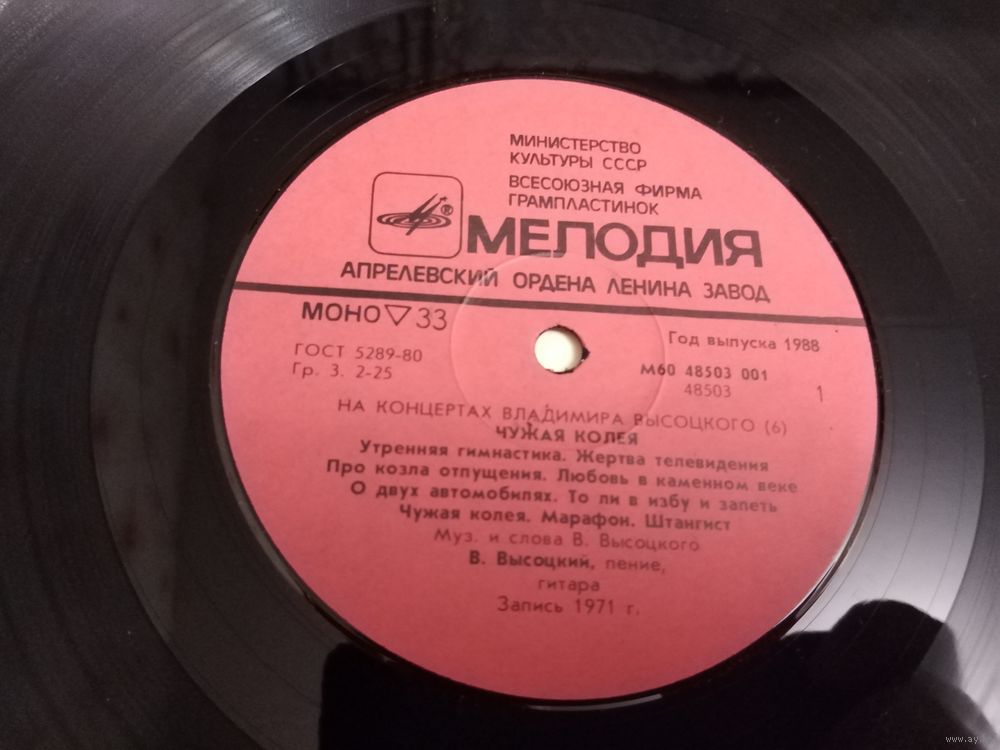 МИНИСТЕРСТВО
КУЛЬТУРЫ СССР
ВСЕСОЮЗНАЯ ФИРМА
ГРАМПЛАСТИНОК
®
МЕЛОДИЯ
АПРЕЛЕВСКИЙ ОРДЕНА ЛЕНИНА ЗАВОД
МОНО ▽ 33
Год выпуска 1988
ГОСТ 5289-80
Гр. 3. 2-25
М60 48503 001
48503
1
НА КОНЦЕРТАХ ВЛАДИМИРА ВЫСОЦКОГО (6)
ЧУЖАЯ КОЛЕЯ
Утренняя гимнастика. Жертва телевидения
Про козла отпущения. Любовь в каменном веке
О двух автомобилях. То ли в избу и запеть
Чужая колея. Марафон. Штангист
Муз. и слова В. Высоцкого
В. Высоцкий, пение,
гитара
Запись 1971 г.